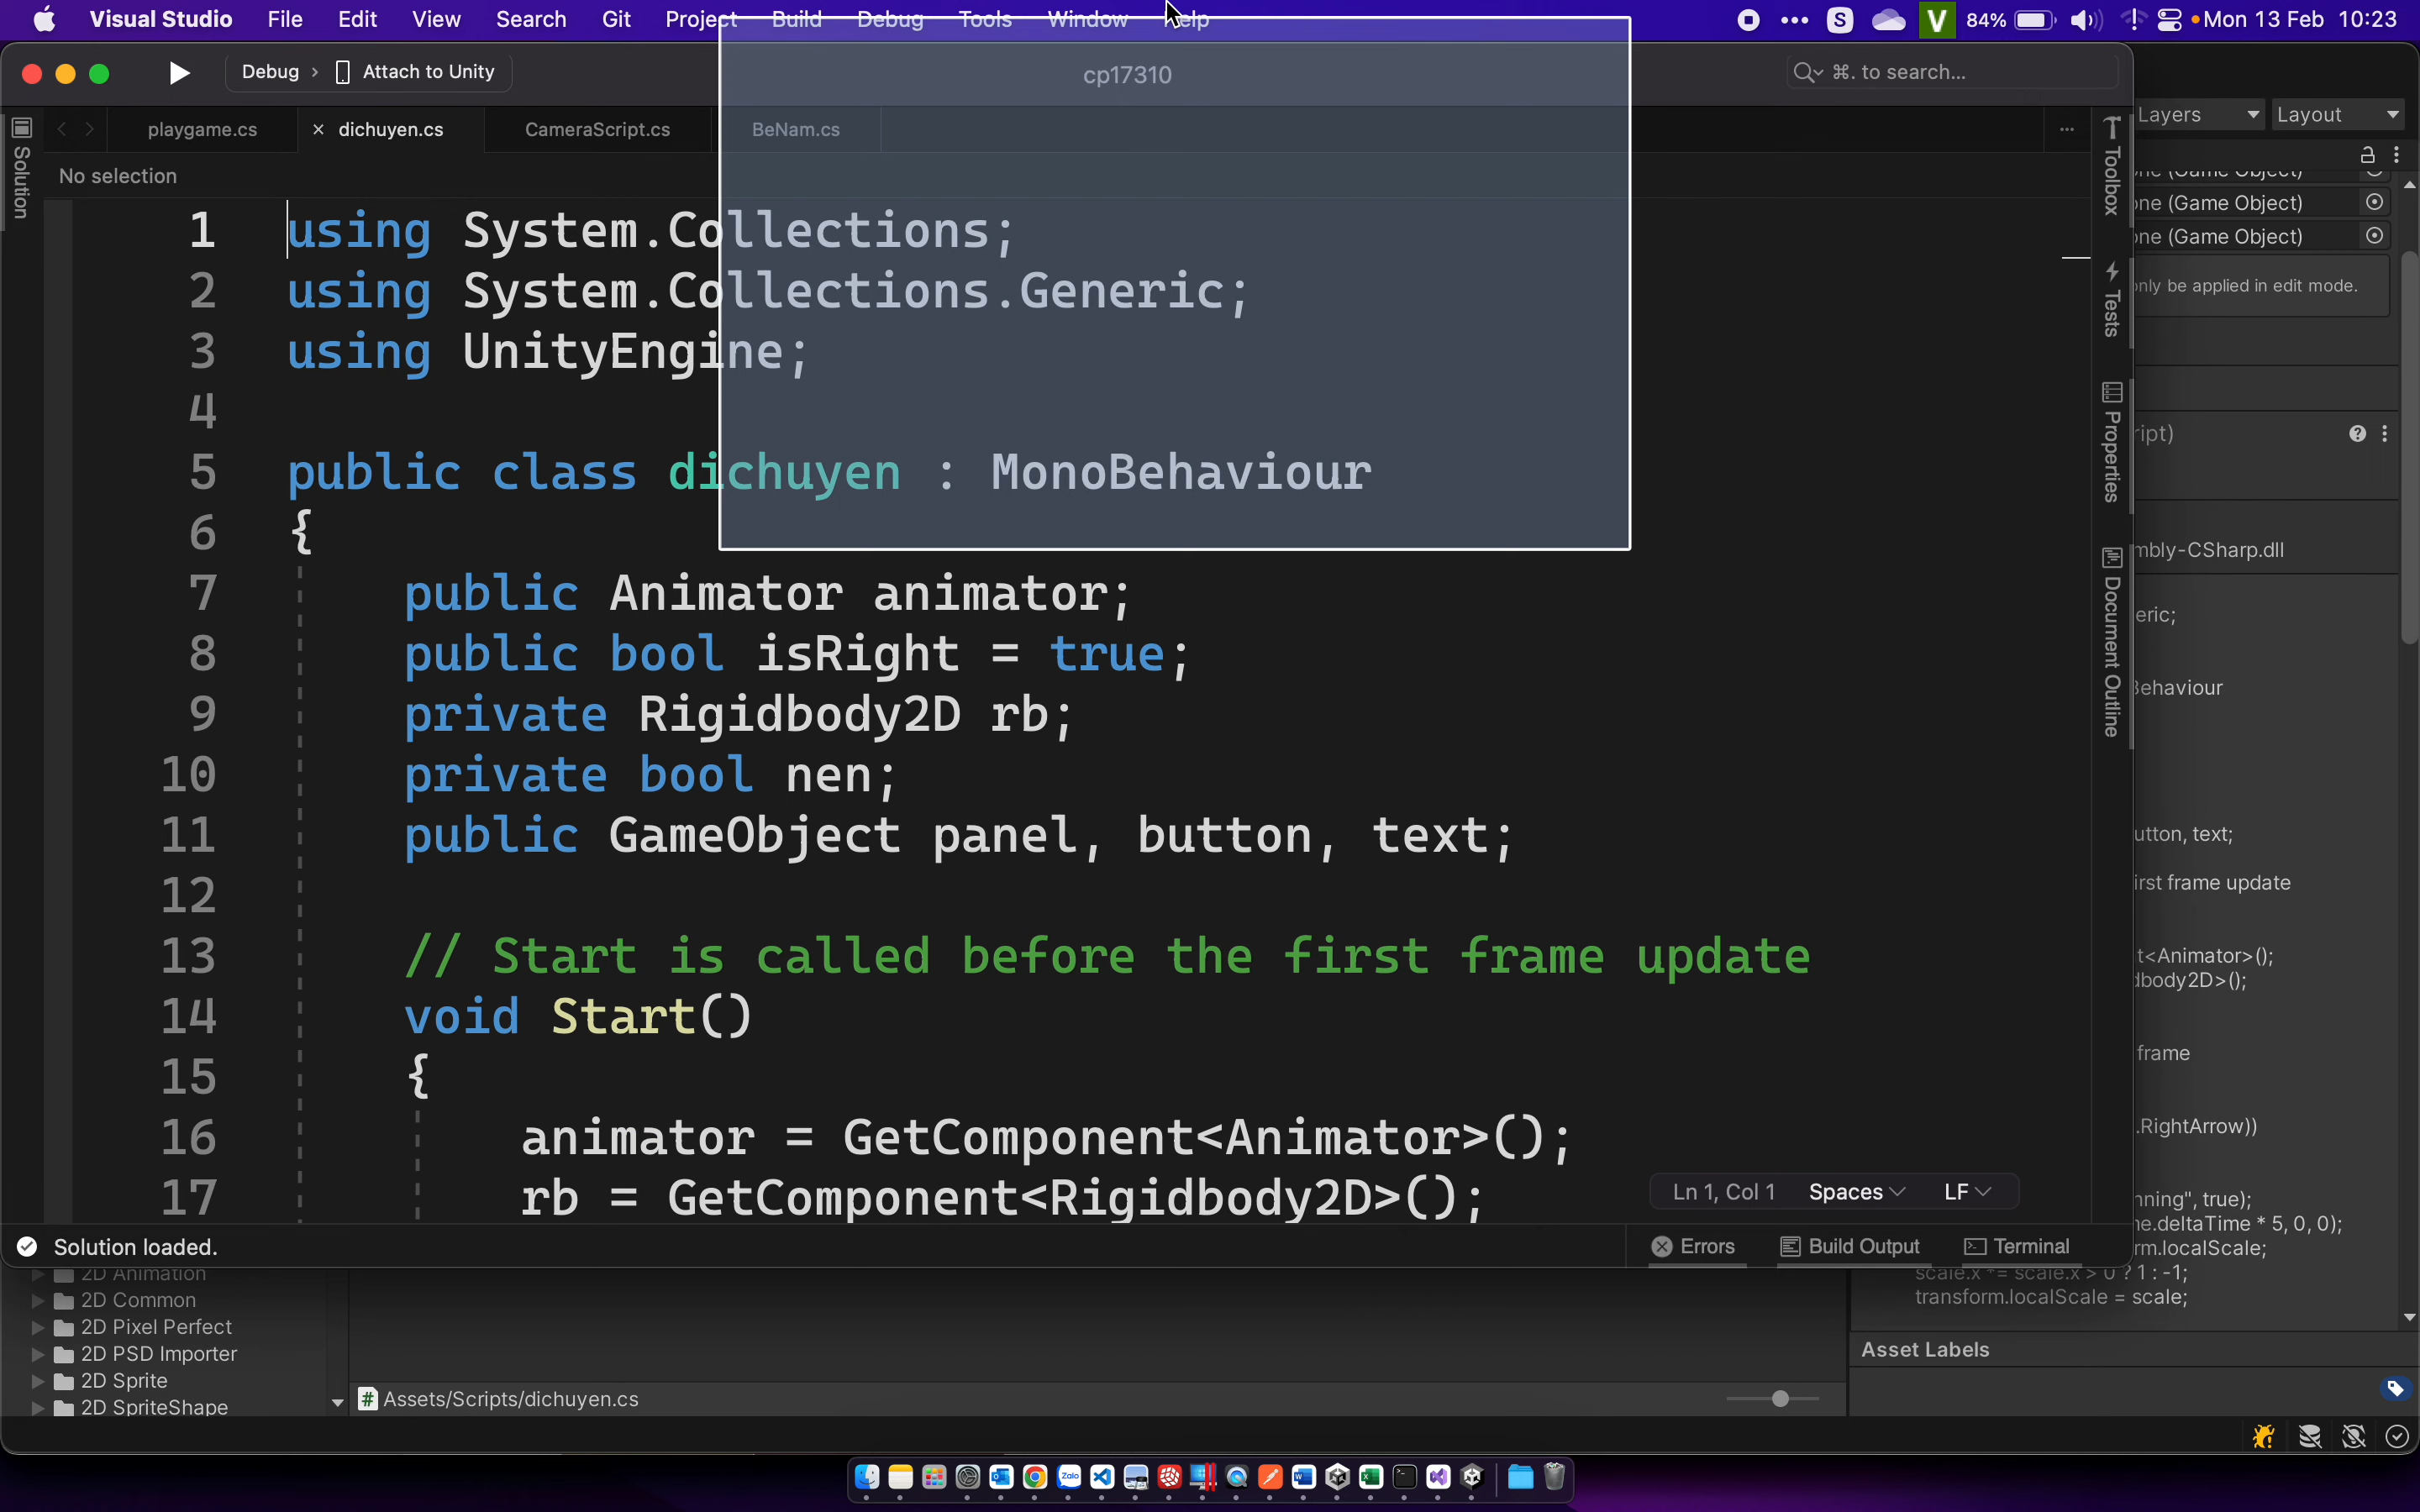 Visual Studio File Edit View Search Git Project Build Debug Tools Window Help
S V 84% Mon 13 Feb 10:23
Debug › Attach to Unity
cp17310
⌘. to search...
Layers Layout
Solution
playgame.cs
× dichuyen.cs
CameraScript.cs
BeNam.cs
...
No selection
1 using System.Collections;
2 using System.Collections.Generic;
3 using UnityEngine;
4
5 public class dichuyen : MonoBehaviour
6 {
7 public Animator animator;
8 public bool isRight = true;
9 private Rigidbody2D rb;
10 private bool nen;
11 public GameObject panel, button, text;
12
13 // Start is called before the first frame update
14 void Start()
15 {
16 animator = GetComponent<Animator>();
17 rb = GetComponent<Rigidbody2D>();
Ln 1, Col 1 Spaces LF
Toolbox
Tests
Properties
Document Outline
Solution loaded.
Errors Build Output Terminal
(Game Object)
(Game Object)
be applied in edit mode.
mbly-CSharp.dll
eric;
Behaviour
utton, text;
irst frame update
t<Animator>();
dbody2D>();
frame
.RightArrow))
nning", true);
me.deltaTime * 5, 0, 0);
rm.localScale;
scale.x *= scale.x > 0 ? 1 : -1;
transform.localScale = scale;
Asset Labels
2D Animation
2D Common
2D Pixel Perfect
2D PSD Importer
2D Sprite
2D SpriteShape
# Assets/Scripts/dichuyen.cs
Zalo